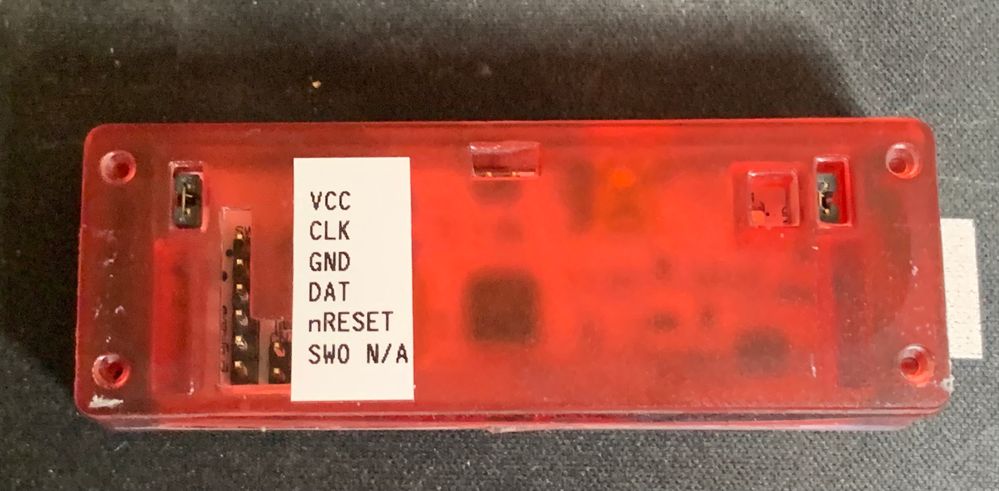 VCC
CLK
GND
DAT
nRESET
SWO N/A